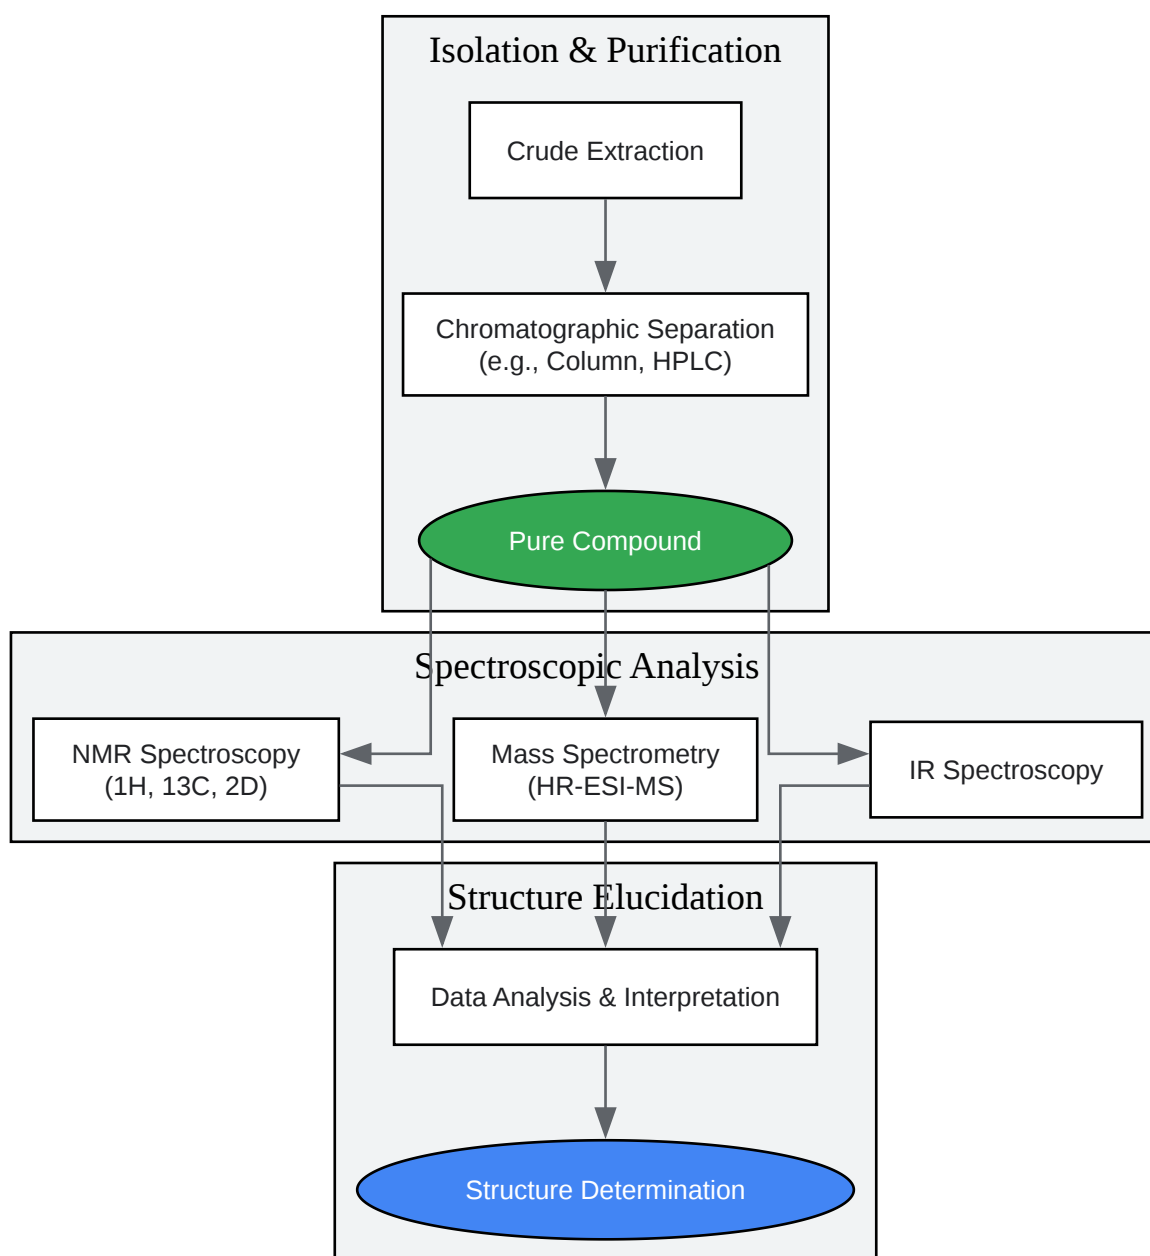 Isolation & Purification
Crude Extraction
Chromatographic Separation
(e.g., Column, HPLC)
Pure Compound
Spectroscopic Analysis
NMR Spectroscopy
(1H, 13C, 2D)
Mass Spectrometry
(HR-ESI-MS)
IR Spectroscopy
Structure Elucidation
Data Analysis & Interpretation
Structure Determination